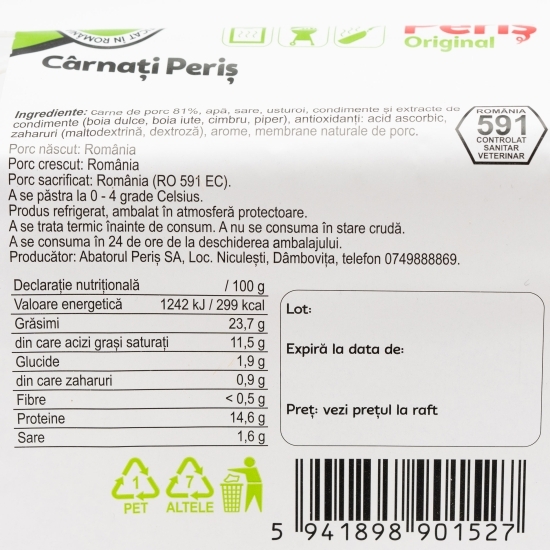 CAT ÎN ROMÂN
Periș
Original
Cârnați Periș
Ingrediente: carne de porc 81%, apă, sare, usturoi, condimente și extracte de
condimente (boia dulce, boia iute, cimbru, piper), antioxidanți: acid ascorbic,
zaharuri (maltodextrină, dextroză), arome, membrane naturale de porc.
ROMÂNIA
591
CONTROLAT
SANITAR
VETERINAR
Porc născut: România
Porc crescut: România
Porc sacrificat: România (RO 591 EC).
A se păstra la 0 - 4 grade Celsius.
Produs refrigerat, ambalat în atmosferă protectoare.
A se trata termic înainte de consum. A nu se consuma în stare crudă.
A se consuma în 24 de ore de la deschiderea ambalajului.
Producător: Abatorul Periș SA, Loc. Niculești, Dâmbovița, telefon 0749888869.
Declarație nutrițională / 100 g
Valoare energetică 1242 kJ / 299 kcal
Grăsimi 23,7 g
din care acizi grași saturați 11,5 g
Glucide 1,9 g
din care zaharuri 0,9 g
Fibre < 0,5 g
Proteine 14,6 g
Sare 1,6 g
Lot:
Expiră la data de:
Preț: vezi prețul la raft
1
PET
7
ALTELE
5 941898 901527